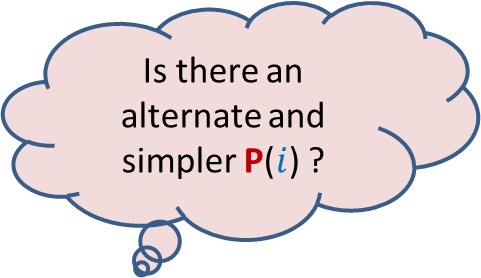 Is there an
alternate and
simpler P(i) ?